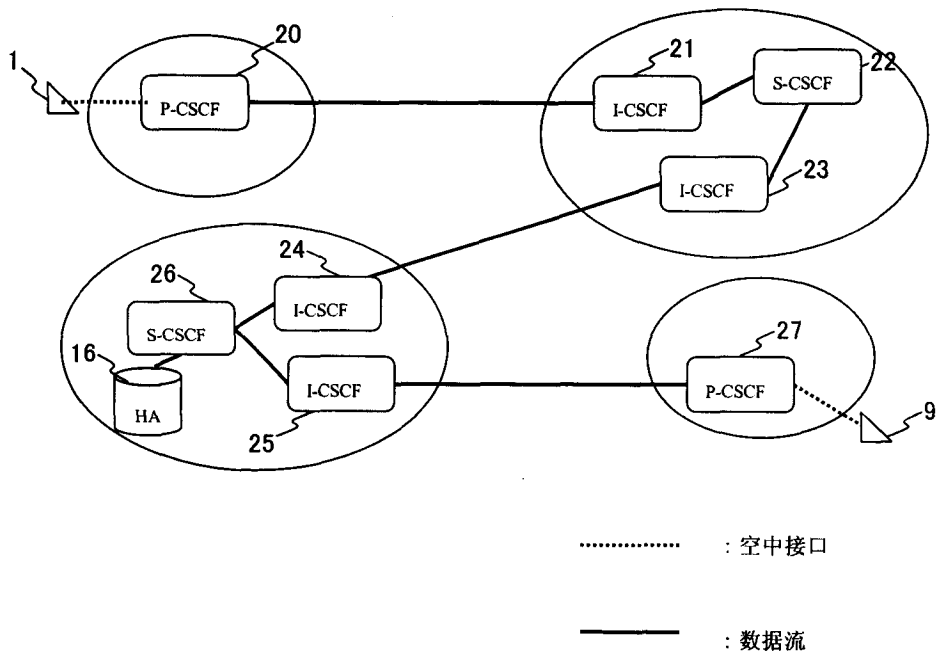 1
20
P-CSCF
21
I-CSCF
22
S-CSCF
I-CSCF
23
24
I-CSCF
26
S-CSCF
16
HA
I-CSCF
25
27
P-CSCF
9
：空中接口
：数据流